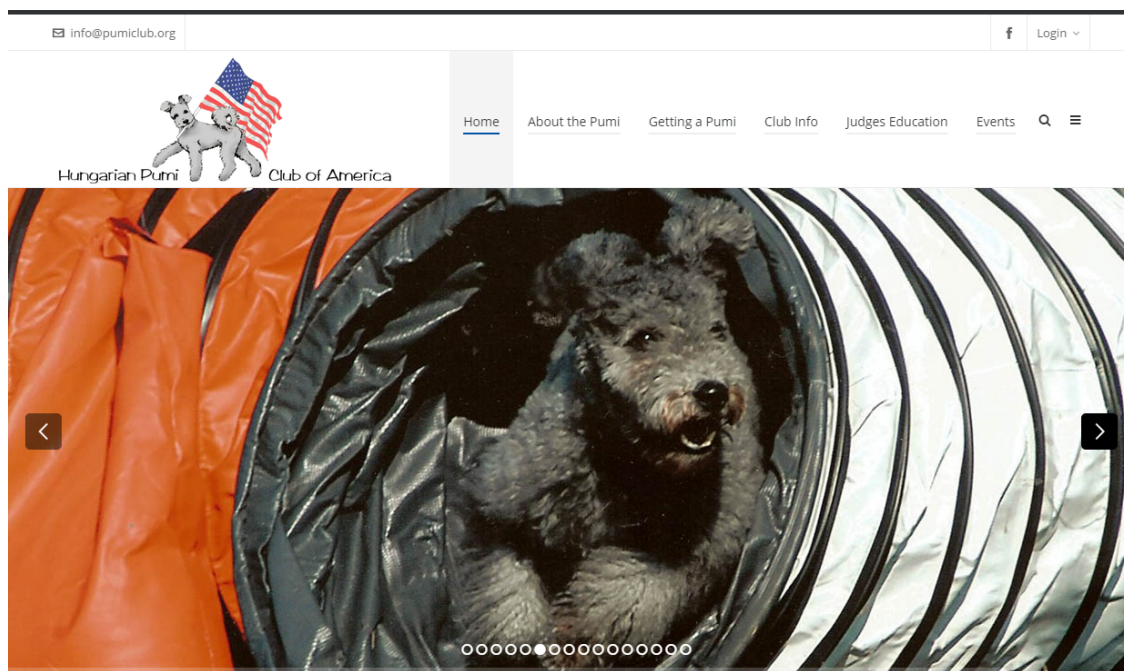 info@pumiclub.org
Login
Hungarian Pumi Club of America
Home
About the Pumi
Getting a Pumi
Club Info
Judges Education
Events